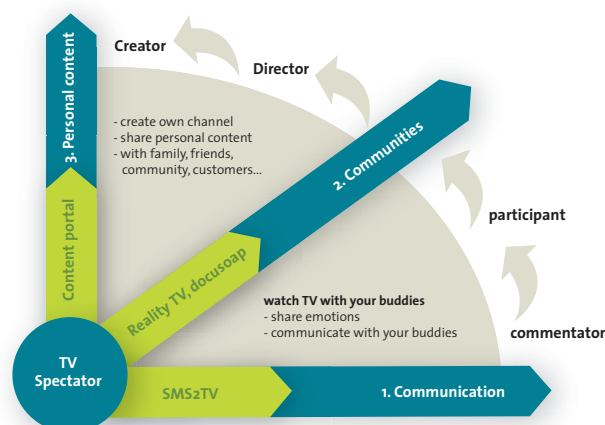 Creator
Director
3. Personal content
- create own channel
- share personal content
- with family, friends,
community, customers...
2. Communities
participant
Content portal
Reality TV, docusoap
watch TV with your buddies
- share emotions
- communicate with your buddies
commentator
TV
Spectator
SMS2TV
1. Communication